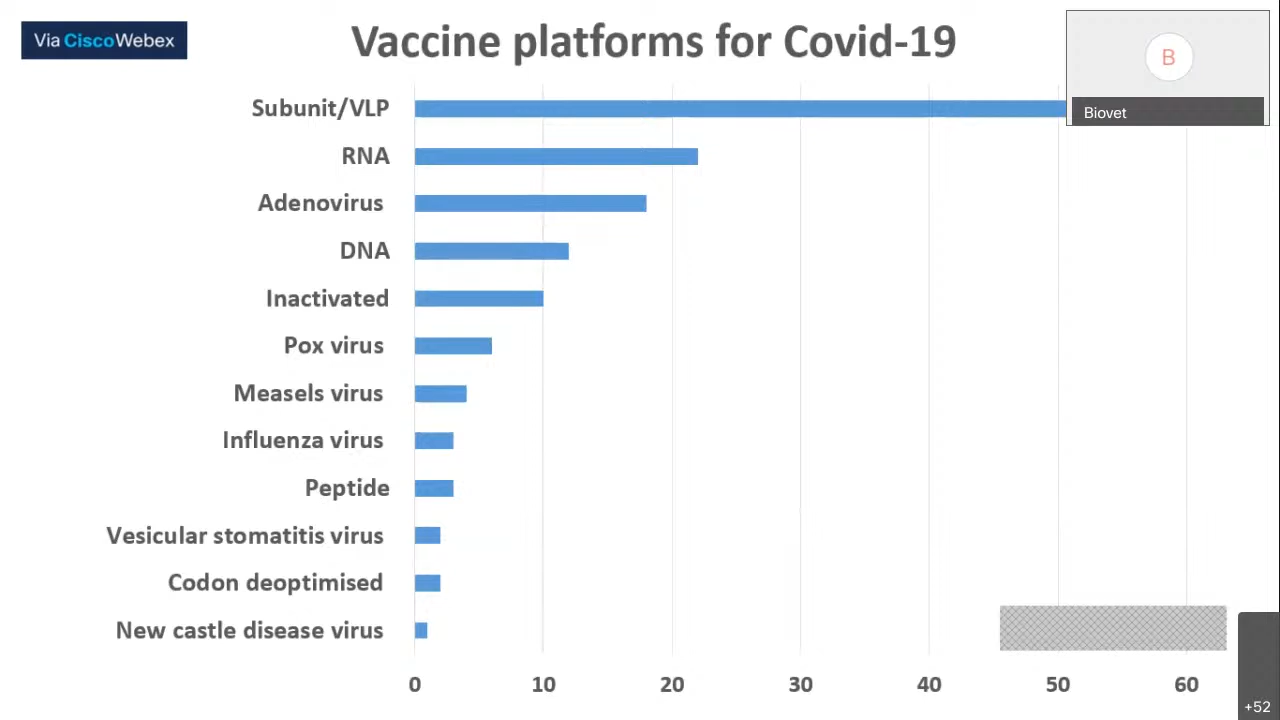 Via CiscoWebex
Vaccine platforms for Covid-19
B
Biovet
Subunit/VLP
RNA
Adenovirus
DNA
Inactivated
Pox virus
Measels virus
Influenza virus
Peptide
Vesicular stomatitis virus
Codon deoptimised
New castle disease virus
0 10 20 30 40 50 60
+52